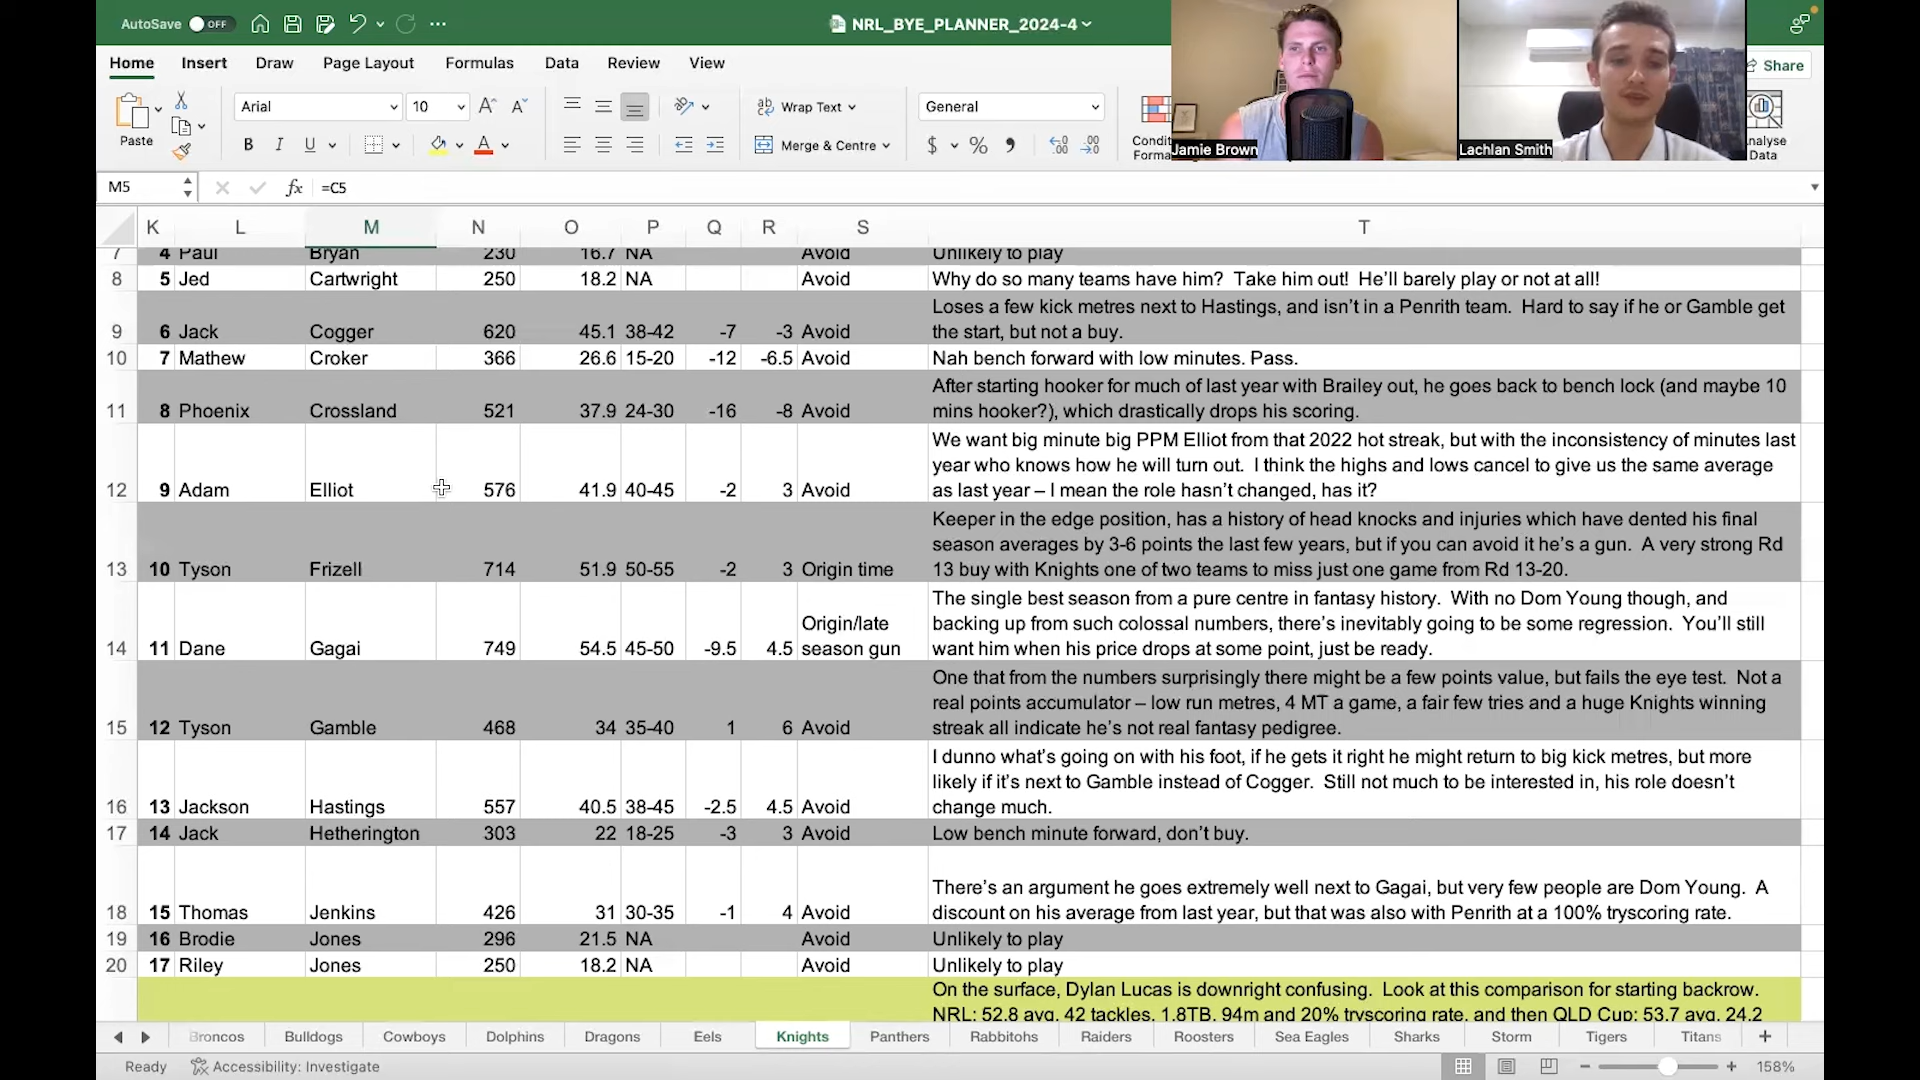 AutoSave OFF
NRL_BYE_PLANNER_2024-4
Home Insert Draw Page Layout Formulas Data Review View Share
Paste Arial 10 Wrap Text General
B I U Merge & Centre $ %
Jamie Brown Lachlan Smith
M5 fx =C5
K L M N O P Q R S T
7 4 Paul Bryan 230 16.7 NA Avoid Unlikely to play
8 5 Jed Cartwright 250 18.2 NA Avoid Why do so many teams have him? Take him out! He'll barely play or not at all!
Loses a few kick metres next to Hastings, and isn't in a Penrith team. Hard to say if he or Gamble get
9 6 Jack Cogger 620 45.1 38-42 -7 -3 Avoid the start, but not a buy.
10 7 Mathew Croker 366 26.6 15-20 -12 -6.5 Avoid Nah bench forward with low minutes. Pass.
After starting hooker for much of last year with Brailey out, he goes back to bench lock (and maybe 10
11 8 Phoenix Crossland 521 37.9 24-30 -16 -8 Avoid mins hooker?), which drastically drops his scoring.
We want big minute big PPM Elliot from that 2022 hot streak, but with the inconsistency of minutes last
year who knows how he will turn out. I think the highs and lows cancel to give us the same average
12 9 Adam Elliot 576 41.9 40-45 -2 3 Avoid as last year – I mean the role hasn't changed, has it?
Keeper in the edge position, has a history of head knocks and injuries which have dented his final
season averages by 3-6 points the last few years, but if you can avoid it he's a gun. A very strong Rd
13 10 Tyson Frizell 714 51.9 50-55 -2 3 Origin time 13 buy with Knights one of two teams to miss just one game from Rd 13-20.
The single best season from a pure centre in fantasy history. With no Dom Young though, and
Origin/late backing up from such colossal numbers, there's inevitably going to be some regression. You'll still
14 11 Dane Gagai 749 54.5 45-50 -9.5 4.5 season gun want him when his price drops at some point, just be ready.
One that from the numbers surprisingly there might be a few points value, but fails the eye test. Not a
real points accumulator – low run metres, 4 MT a game, a fair few tries and a huge Knights winning
15 12 Tyson Gamble 468 34 35-40 1 6 Avoid streak all indicate he's not real fantasy pedigree.
I dunno what's going on with his foot, if he gets it right he might return to big kick metres, but more
likely if it's next to Gamble instead of Cogger. Still not much to be interested in, his role doesn't
16 13 Jackson Hastings 557 40.5 38-45 -2.5 4.5 Avoid change much.
17 14 Jack Hetherington 303 22 18-25 -3 3 Avoid Low bench minute forward, don't buy.
There's an argument he goes extremely well next to Gagai, but very few people are Dom Young. A
18 15 Thomas Jenkins 426 31 30-35 -1 4 Avoid discount on his average from last year, but that was also with Penrith at a 100% tryscoring rate.
19 16 Brodie Jones 296 21.5 NA Avoid Unlikely to play
20 17 Riley Jones 250 18.2 NA Avoid Unlikely to play
On the surface, Dylan Lucas is downright confusing. Look at this comparison for starting backrow.
NRL: 52.8 avg, 42 tackles, 1.8TB, 94m and 20% tryscoring rate, and then QLD Cup: 53.7 avg, 24.2
Broncos Bulldogs Cowboys Dolphins Dragons Eels Knights Panthers Rabbitohs Raiders Roosters Sea Eagles Sharks Storm Tigers Titans +
Ready Accessibility: Investigate 158%